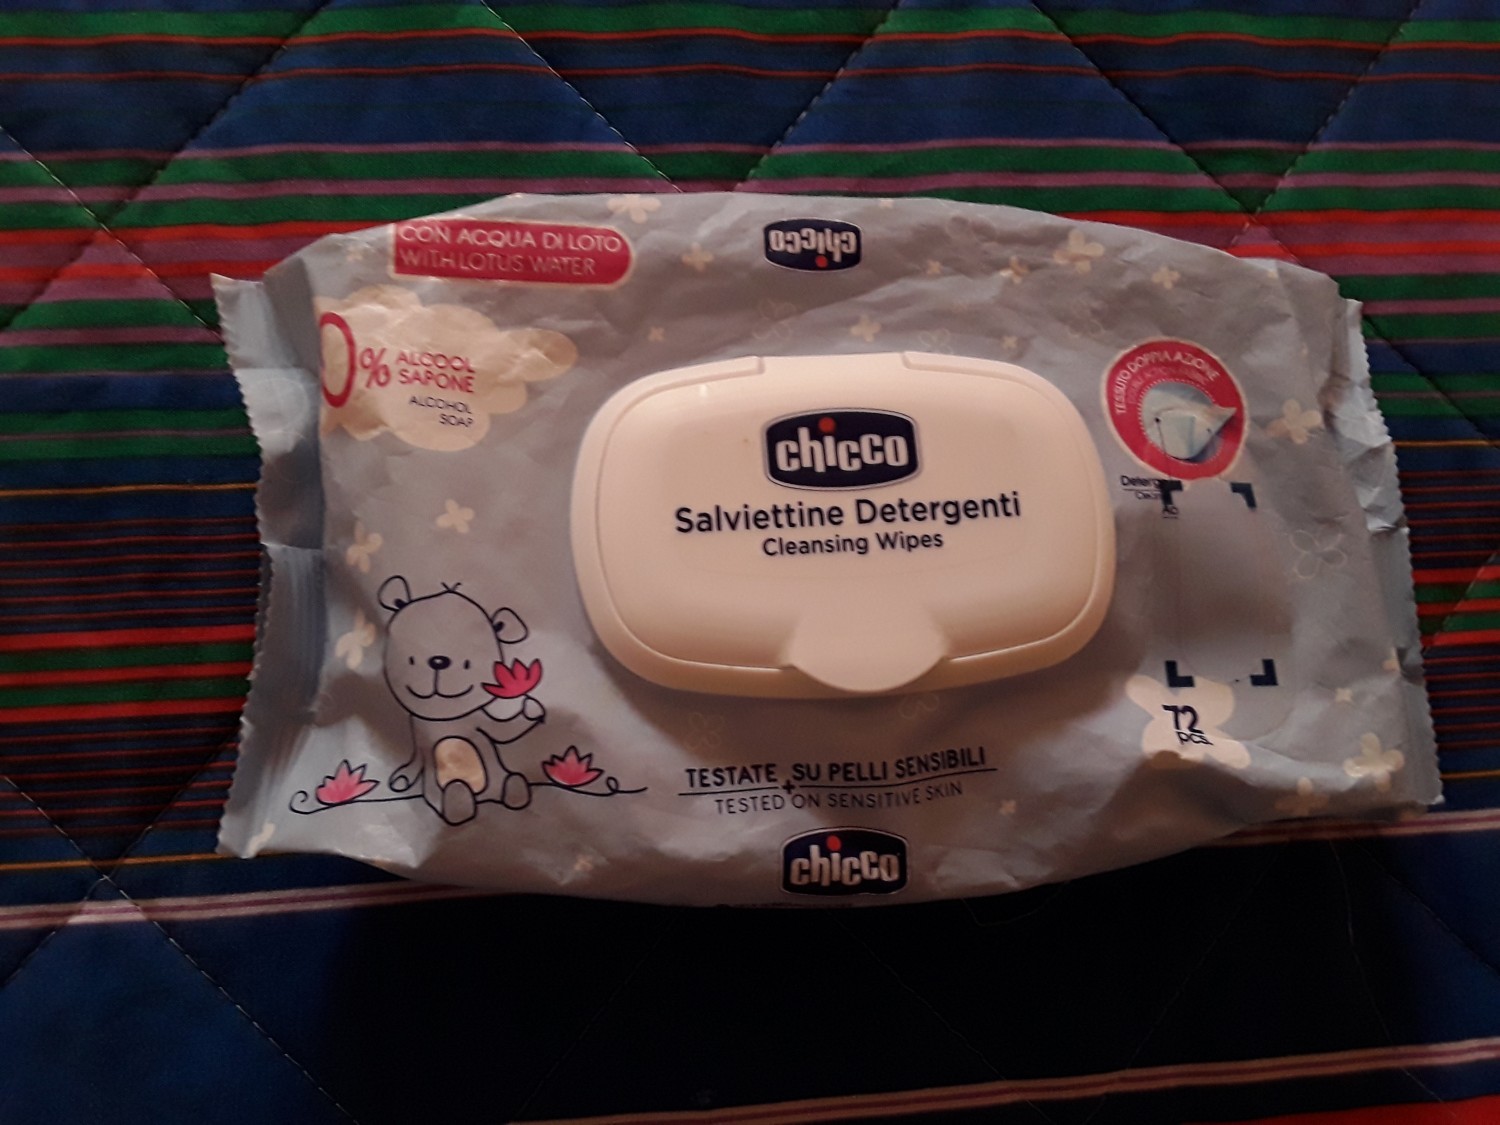 CON ACQUA DI LOTO
WITH LOTUS WATER
chicco
0% ALCOOL
SAPONE
ALCOHOL
SOAP
TESSUTO DOPPIA AZIONE
chicco
Salviettine Detergenti
Cleansing Wipes
72
PCS.
TESTATE SU PELLI SENSIBILI
+
TESTED ON SENSITIVE SKIN
chicco